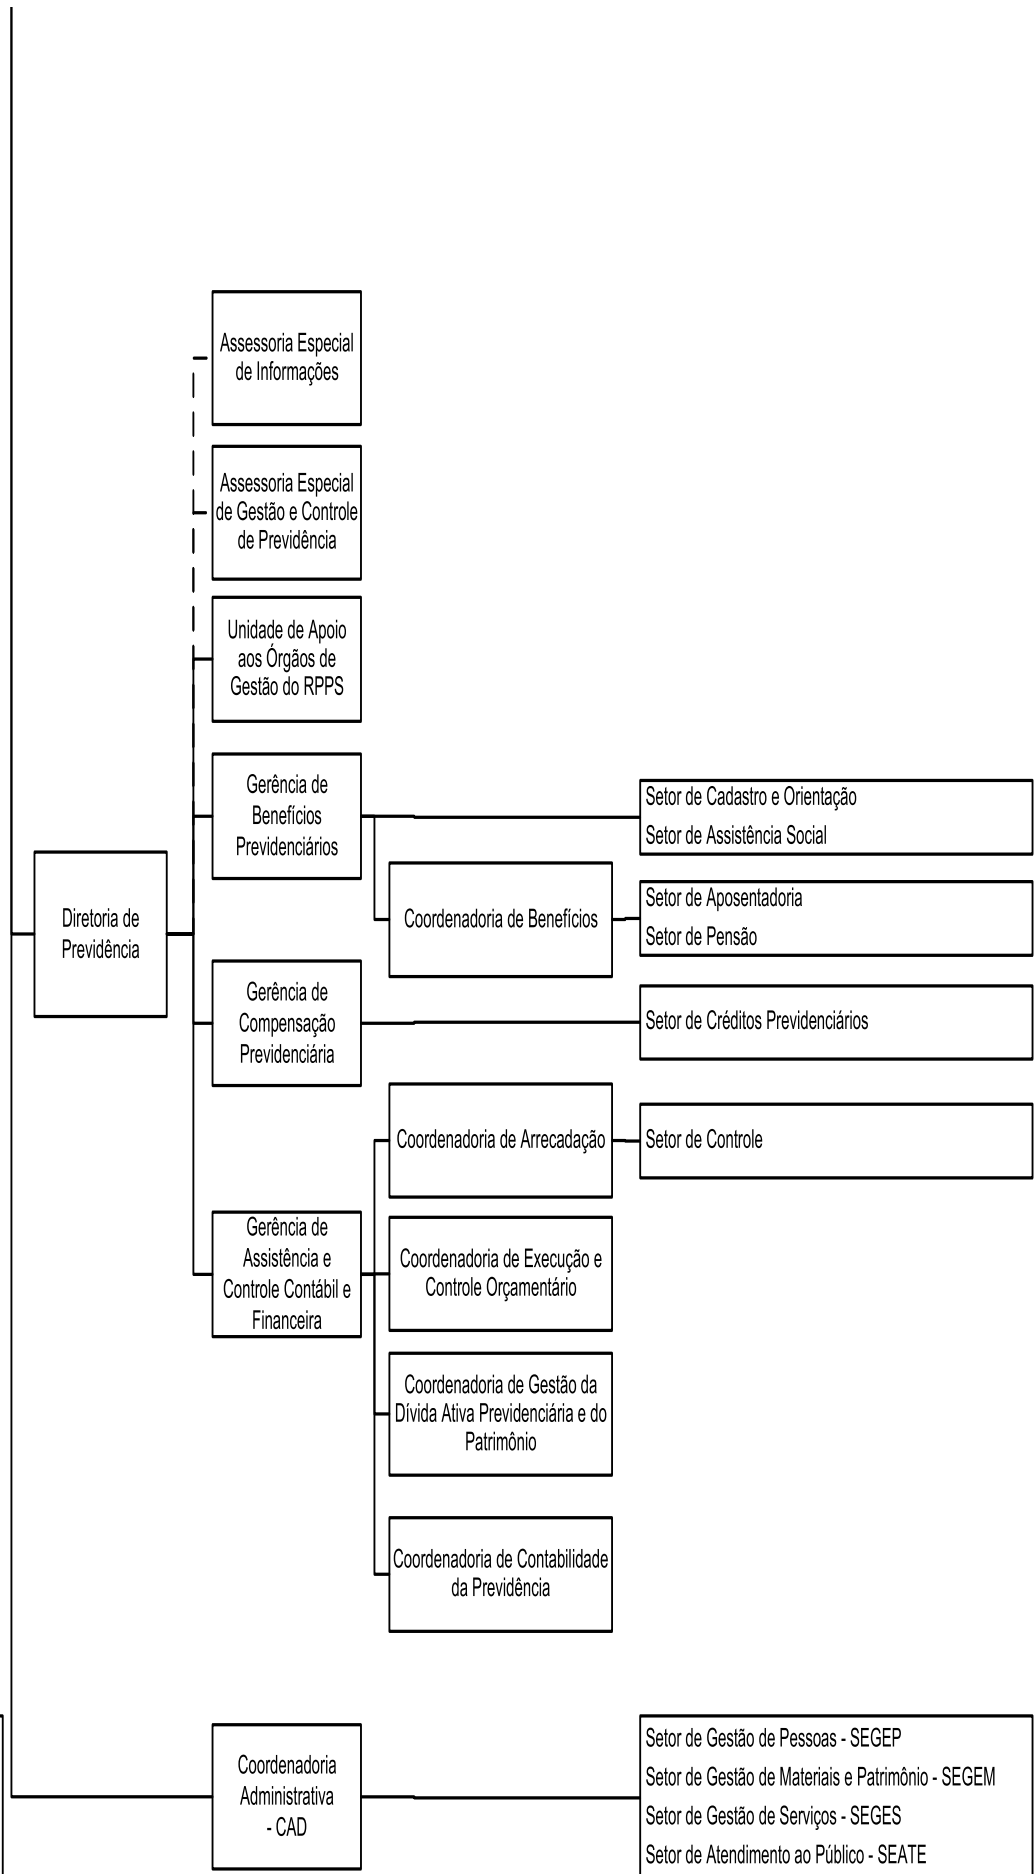 Assessoria Especial
de Informações
Assessoria Especial
de Gestão e Controle
de Previdência
Unidade de Apoio
aos Órgãos de
Gestão do RPPS
Gerência de
Benefícios
Previdenciários
Setor de Cadastro e Orientação
Setor de Assistência Social
Coordenadoria de Benefícios
Setor de Aposentadoria
Setor de Pensão
Diretoria de
Previdência
Gerência de
Compensação
Previdenciária
Setor de Créditos Previdenciários
Coordenadoria de Arrecadação
Setor de Controle
Gerência de
Assistência e
Controle Contábil e
Financeira
Coordenadoria de Execução e
Controle Orçamentário
Coordenadoria de Gestão da
Dívida Ativa Previdenciária e do
Patrimônio
Coordenadoria de Contabilidade
da Previdência
Coordenadoria
Administrativa
- CAD
Setor de Gestão de Pessoas - SEGEP
Setor de Gestão de Materiais e Patrimônio - SEGEM
Setor de Gestão de Serviços - SEGES
Setor de Atendimento ao Público - SEATE